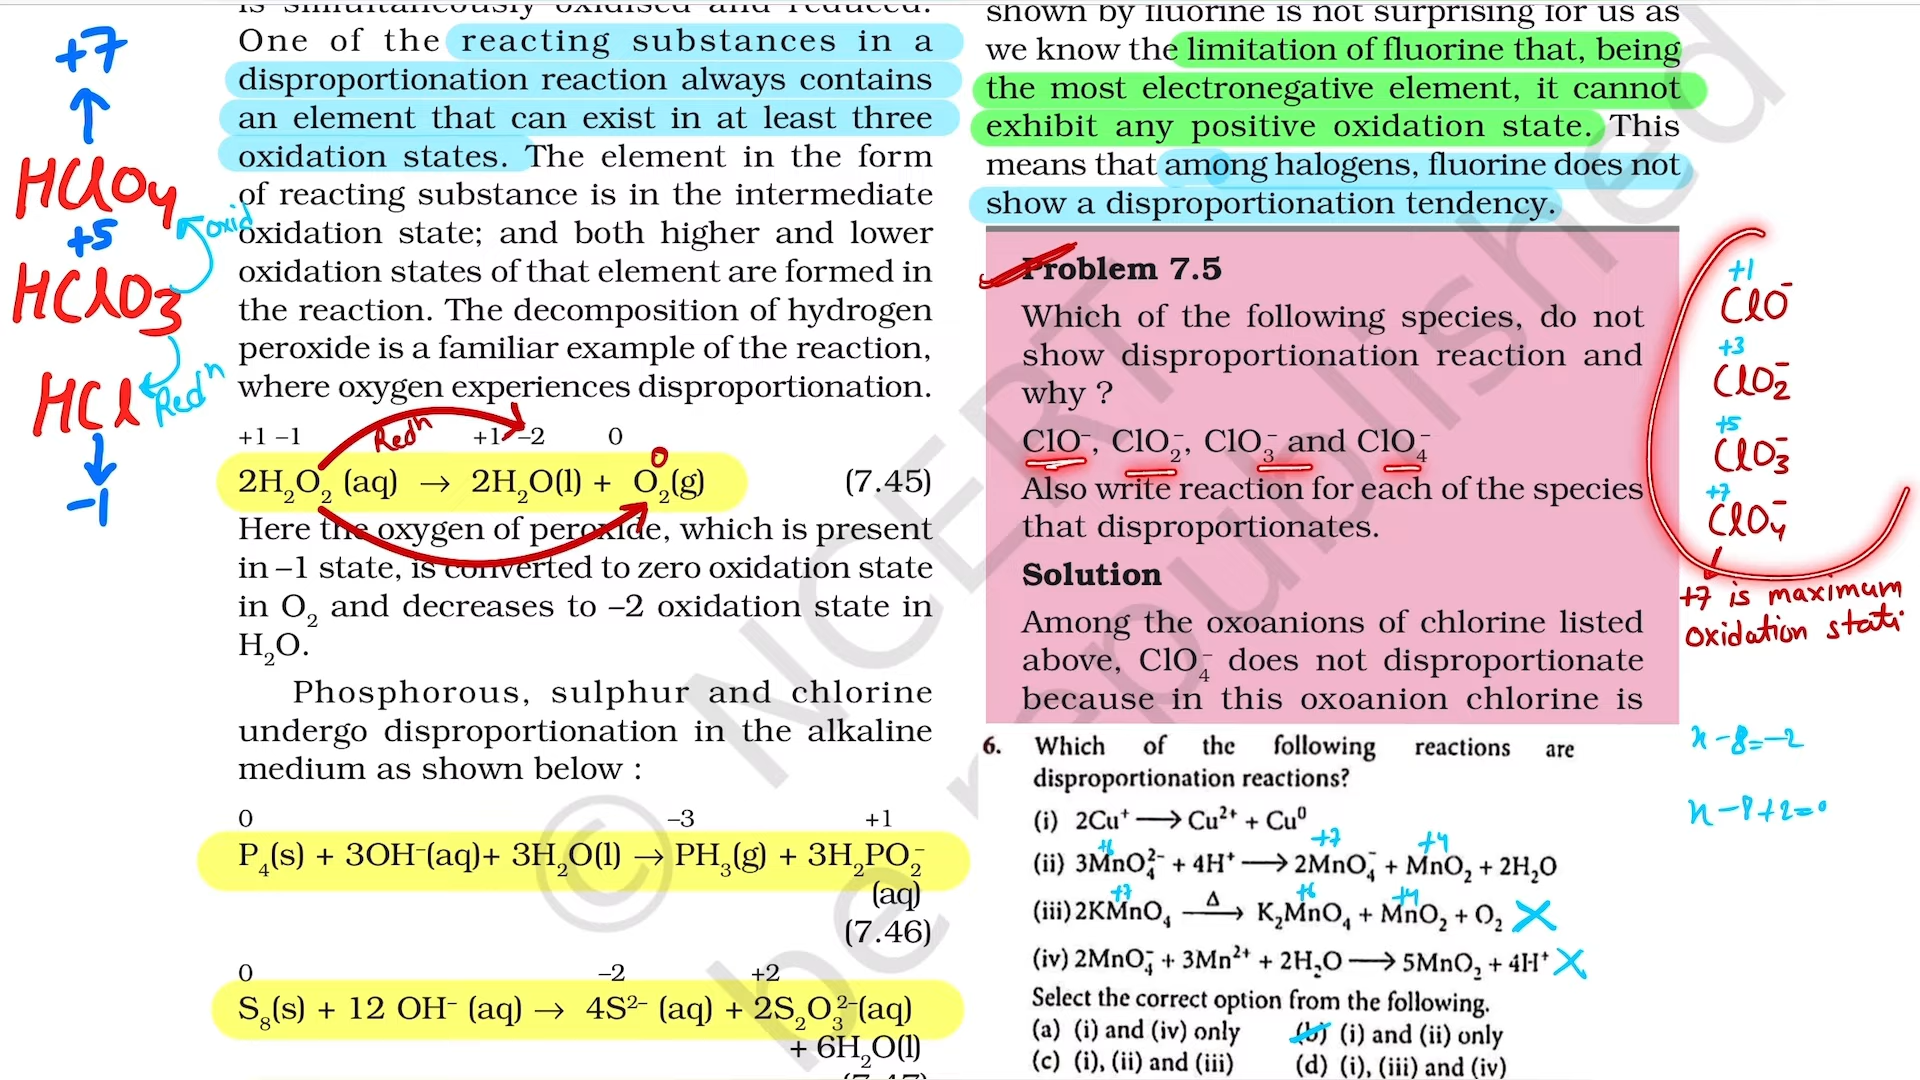 is simultaneously oxidised and reduced.
One of the reacting substances in a
disproportionation reaction always contains
an element that can exist in at least three
oxidation states. The element in the form
of reacting substance is in the intermediate
oxidation state; and both higher and lower
oxidation states of that element are formed in
the reaction. The decomposition of hydrogen
peroxide is a familiar example of the reaction,
where oxygen experiences disproportionation.
+1 –1 +1 –2 0
2H₂O₂ (aq) → 2H₂O(l) + O₂(g) (7.45)
Redⁿ
0
Here the oxygen of peroxide, which is present
in –1 state, is converted to zero oxidation state
in O₂ and decreases to –2 oxidation state in
H₂O.
Phosphorous, sulphur and chlorine
undergo disproportionation in the alkaline
medium as shown below :
0 –3 +1
P₄(s) + 3OH⁻(aq)+ 3H₂O(l) → PH₃(g) + 3H₂PO₂⁻
(aq)
(7.46)
0 –2 +2
S₈(s) + 12 OH⁻ (aq) → 4S²⁻ (aq) + 2S₂O₃²⁻(aq)
+ 6H₂O(l)
(7.47)
+7
HClO₄
oxid
+5
HClO₃
HCl
Redⁿ
-1
shown by fluorine is not surprising for us as
we know the limitation of fluorine that, being
the most electronegative element, it cannot
exhibit any positive oxidation state. This
means that among halogens, fluorine does not
show a disproportionation tendency.
Problem 7.5
Which of the following species, do not
show disproportionation reaction and
why ?
ClO⁻, ClO₂⁻, ClO₃⁻ and ClO₄⁻
Also write reaction for each of the species
that disproportionates.
Solution
Among the oxoanions of chlorine listed
above, ClO₄⁻ does not disproportionate
because in this oxoanion chlorine is
+1
ClO⁻
+3
ClO₂⁻
+5
ClO₃⁻
+7
ClO₄⁻
+7 is maximum
oxidation stati
x-8=-2
x-8+2=0
6. Which of the following reactions are
disproportionation reactions?
(i) 2Cu⁺ ⟶ Cu²⁺ + Cu⁰
+6 +7 +4
(ii) 3MnO₄²⁻ + 4H⁺ ⟶ 2MnO₄⁻ + MnO₂ + 2H₂O
+7 +6 +4
(iii) 2KMnO₄ —Δ→ K₂MnO₄ + MnO₂ + O₂
(iv) 2MnO₄⁻ + 3Mn²⁺ + 2H₂O ⟶ 5MnO₂ + 4H⁺
Select the correct option from the following.
(a) (i) and (iv) only (b) (i) and (ii) only
(c) (i), (ii) and (iii) (d) (i), (iii) and (iv)
© NCERT
be republished